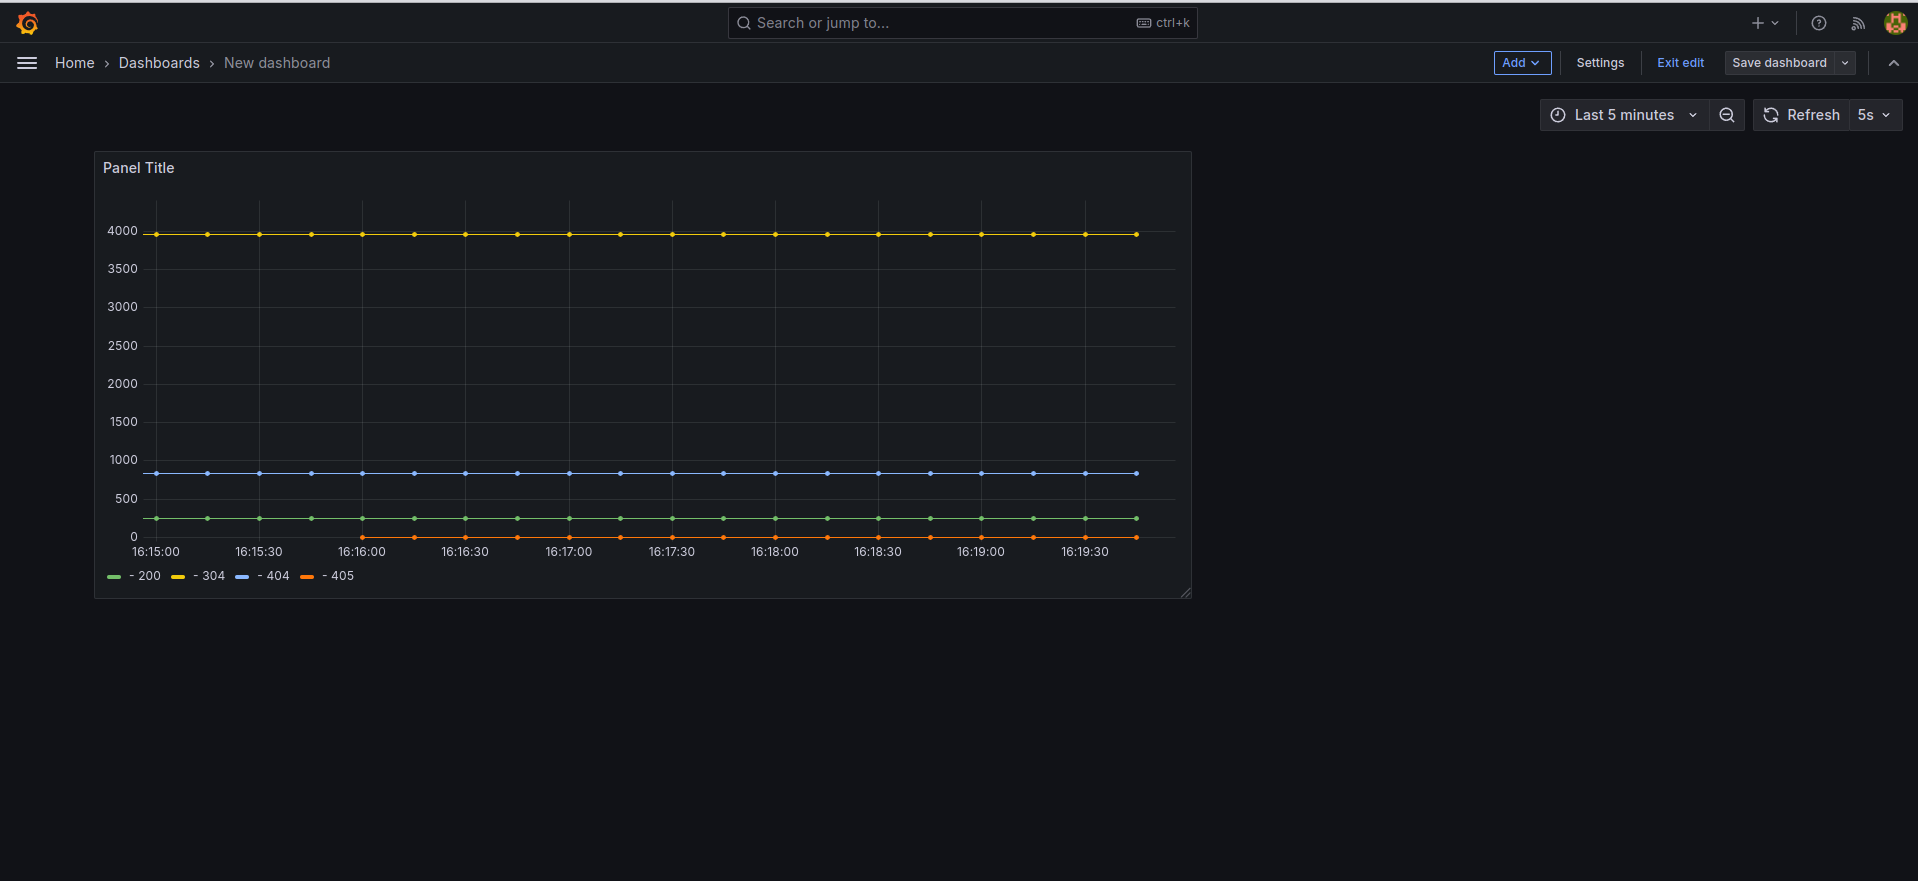 Search or jump to... ctrl+k
Home › Dashboards › New dashboard Add Settings Exit edit Save dashboard
Last 5 minutes Refresh 5s
Panel Title
4000
3500
3000
2500
2000
1500
1000
500
0
16:15:00 16:15:30 16:16:00 16:16:30 16:17:00 16:17:30 16:18:00 16:18:30 16:19:00 16:19:30
- 200 - 304 - 404 - 405